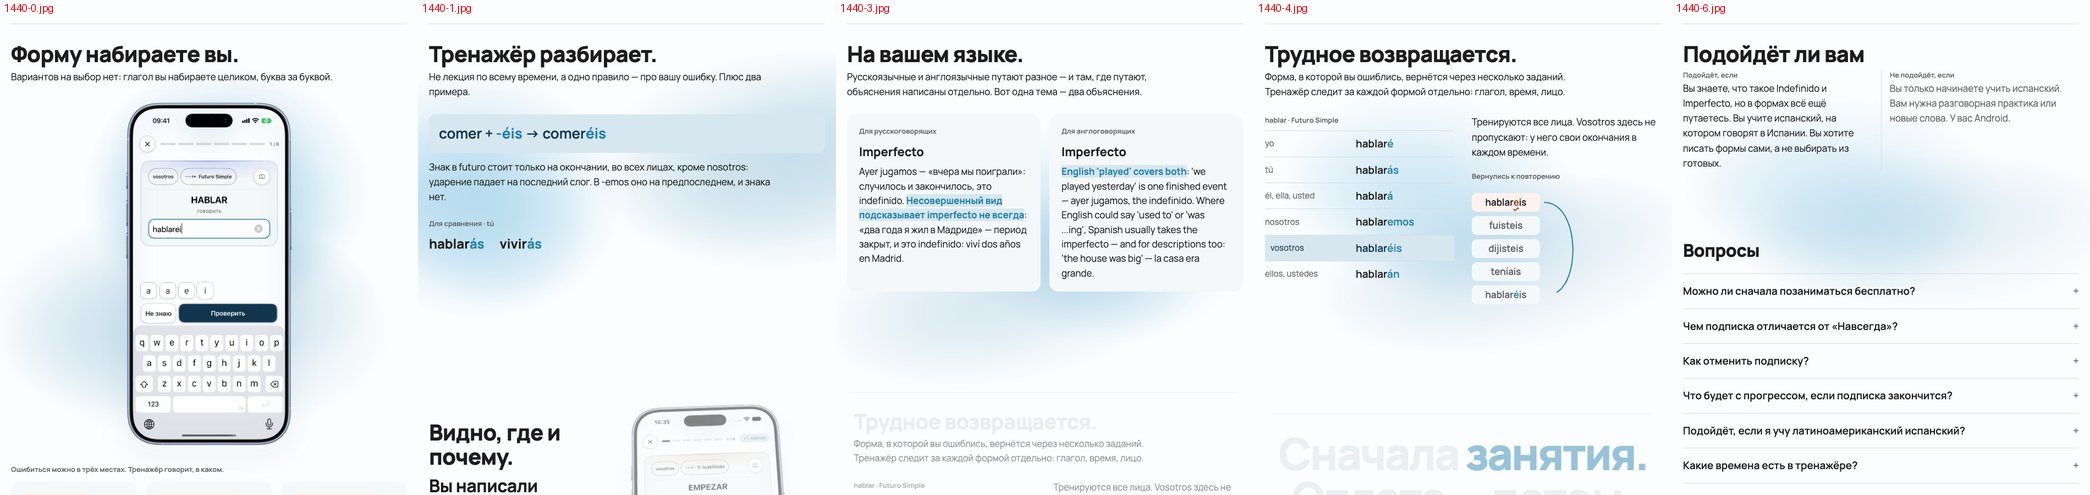 1440-0.jpg
Форму набираете вы.
Вариантов на выбор нет: глагол вы набираете целиком, буква за буквой.
09:41
1/6
vosotros
Futuro Simple
HABLAR
говорить
hablarei
a a e i
Не знаю
Проверить
q w e r t y u i o p
a s d f g h j k l
z x c v b n m
123
Ошибиться можно в трёх местах. Тренажёр говорит, в каком.
1440-1.jpg
Тренажёр разбирает.
Не лекция по всему времени, а одно правило — про вашу ошибку. Плюс два
примера.
comer + -éis → comeréis
Знак в futuro стоит только на окончании, во всех лицах, кроме nosotros:
ударение падает на последний слог. В -emos оно на предпоследнем, и знака
нет.
Для сравнения · tú
hablarás vivirás
Видно, где и
почему.
Вы написали
14:35
1/6
Indefinido
vosotros
EMPEZAR
1440-3.jpg
На вашем языке.
Русскоязычные и англоязычные путают разное — и там, где путают,
объяснения написаны отдельно. Вот одна тема — два объяснения.
Для русскоговорящих
Imperfecto
Ayer jugamos — «вчера мы поиграли»:
случилось и закончилось, это
indefinido. Несовершенный вид
подсказывает imperfecto не всегда:
«два года я жил в Мадриде» — период
закрыт, и это indefinido: viví dos años
en Madrid.
Для англоговорящих
Imperfecto
English 'played' covers both: 'we
played yesterday' is one finished event
— ayer jugamos, the indefinido. Where
English could say 'used to' or 'was
...ing', Spanish usually takes the
imperfecto — and for descriptions too:
'the house was big' — la casa era
grande.
Трудное возвращается.
Форма, в которой вы ошиблись, вернётся через несколько заданий.
Тренажёр следит за каждой формой отдельно: глагол, время, лицо.
hablar · Futuro Simple
Тренируются все лица. Vosotros здесь не
1440-4.jpg
Трудное возвращается.
Форма, в которой вы ошиблись, вернётся через несколько заданий.
Тренажёр следит за каждой формой отдельно: глагол, время, лицо.
hablar · Futuro Simple
yo hablaré
tú hablarás
él, ella, usted hablará
nosotros hablaremos
vosotros hablaréis
ellos, ustedes hablarán
Тренируются все лица. Vosotros здесь не
пропускают: у него свои окончания в
каждом времени.
Вернулись к повторению
hablareis
fuisteis
dijisteis
teníais
hablaréis
Сначала занятия.
1440-6.jpg
Подойдёт ли вам
Подойдёт, если
Вы знаете, что такое Indefinido и
Imperfecto, но в формах всё ещё
путаетесь. Вы учите испанский, на
котором говорят в Испании. Вы хотите
писать формы сами, а не выбирать из
готовых.
Не подойдёт, если
Вы только начинаете учить испанский.
Вам нужна разговорная практика или
новые слова. У вас Android.
Вопросы
Можно ли сначала позаниматься бесплатно? +
Чем подписка отличается от «Навсегда»? +
Как отменить подписку? +
Что будет с прогрессом, если подписка закончится? +
Подойдёт, если я учу латиноамериканский испанский? +
Какие времена есть в тренажёре? +